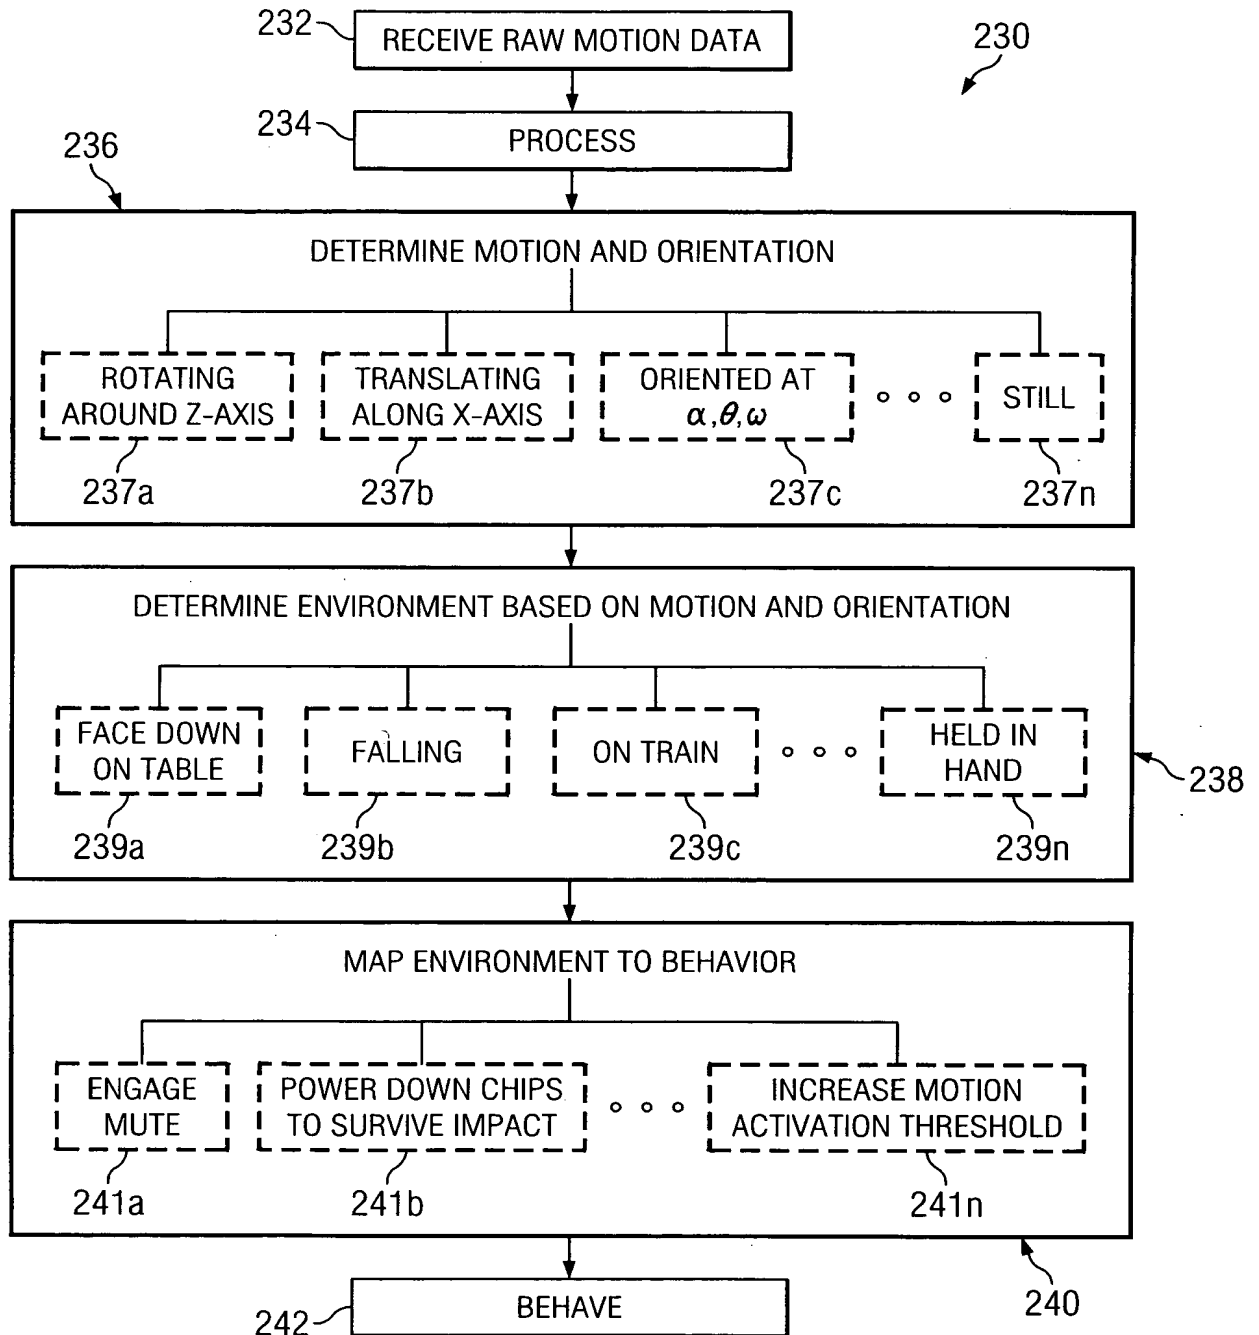 232
RECEIVE RAW MOTION DATA
230
234
PROCESS
236
DETERMINE MOTION AND ORIENTATION
ROTATING
AROUND Z-AXIS
TRANSLATING
ALONG X-AXIS
ORIENTED AT
α,θ,ω
STILL
237a
237b
237c
237n
DETERMINE ENVIRONMENT BASED ON MOTION AND ORIENTATION
FACE DOWN
ON TABLE
FALLING
ON TRAIN
HELD IN
HAND
238
239a
239b
239c
239n
MAP ENVIRONMENT TO BEHAVIOR
ENGAGE
MUTE
POWER DOWN CHIPS
TO SURVIVE IMPACT
INCREASE MOTION
ACTIVATION THRESHOLD
241a
241b
241n
240
242
BEHAVE